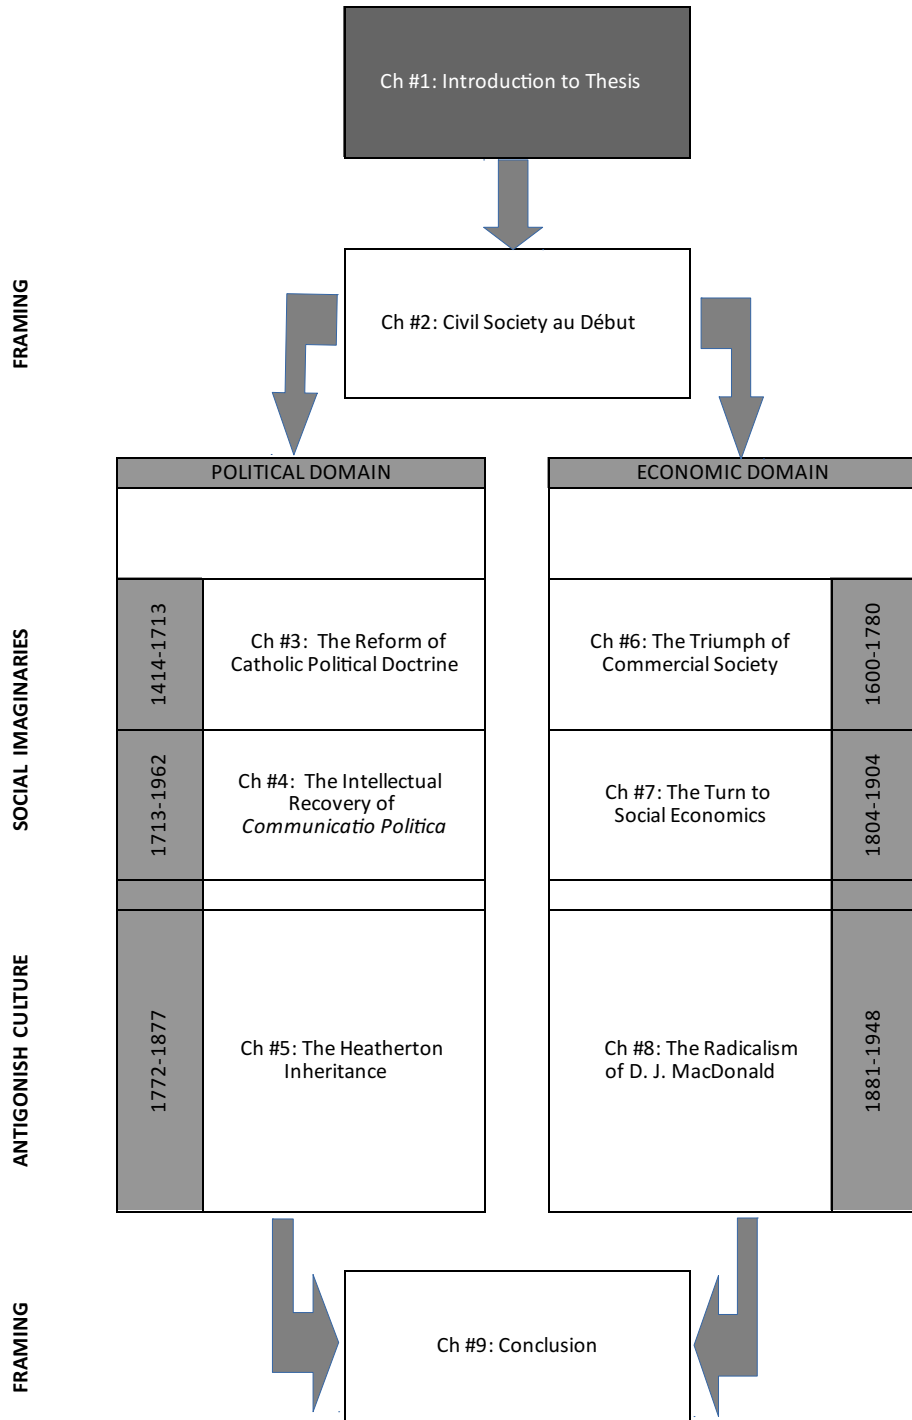 Ch #1: Introduction to Thesis
FRAMING
Ch #2: Civil Society au Début
POLITICAL DOMAIN
ECONOMIC DOMAIN
SOCIAL IMAGINARIES
1414-1713
Ch #3: The Reform of
Catholic Political Doctrine
Ch #6: The Triumph of
Commercial Society
1600-1780
1713-1962
Ch #4: The Intellectual
Recovery of
Communicatio Politica
Ch #7: The Turn to
Social Economics
1804-1904
ANTIGONISH CULTURE
1772-1877
Ch #5: The Heatherton
Inheritance
Ch #8: The Radicalism
of D. J. MacDonald
1881-1948
FRAMING
Ch #9: Conclusion